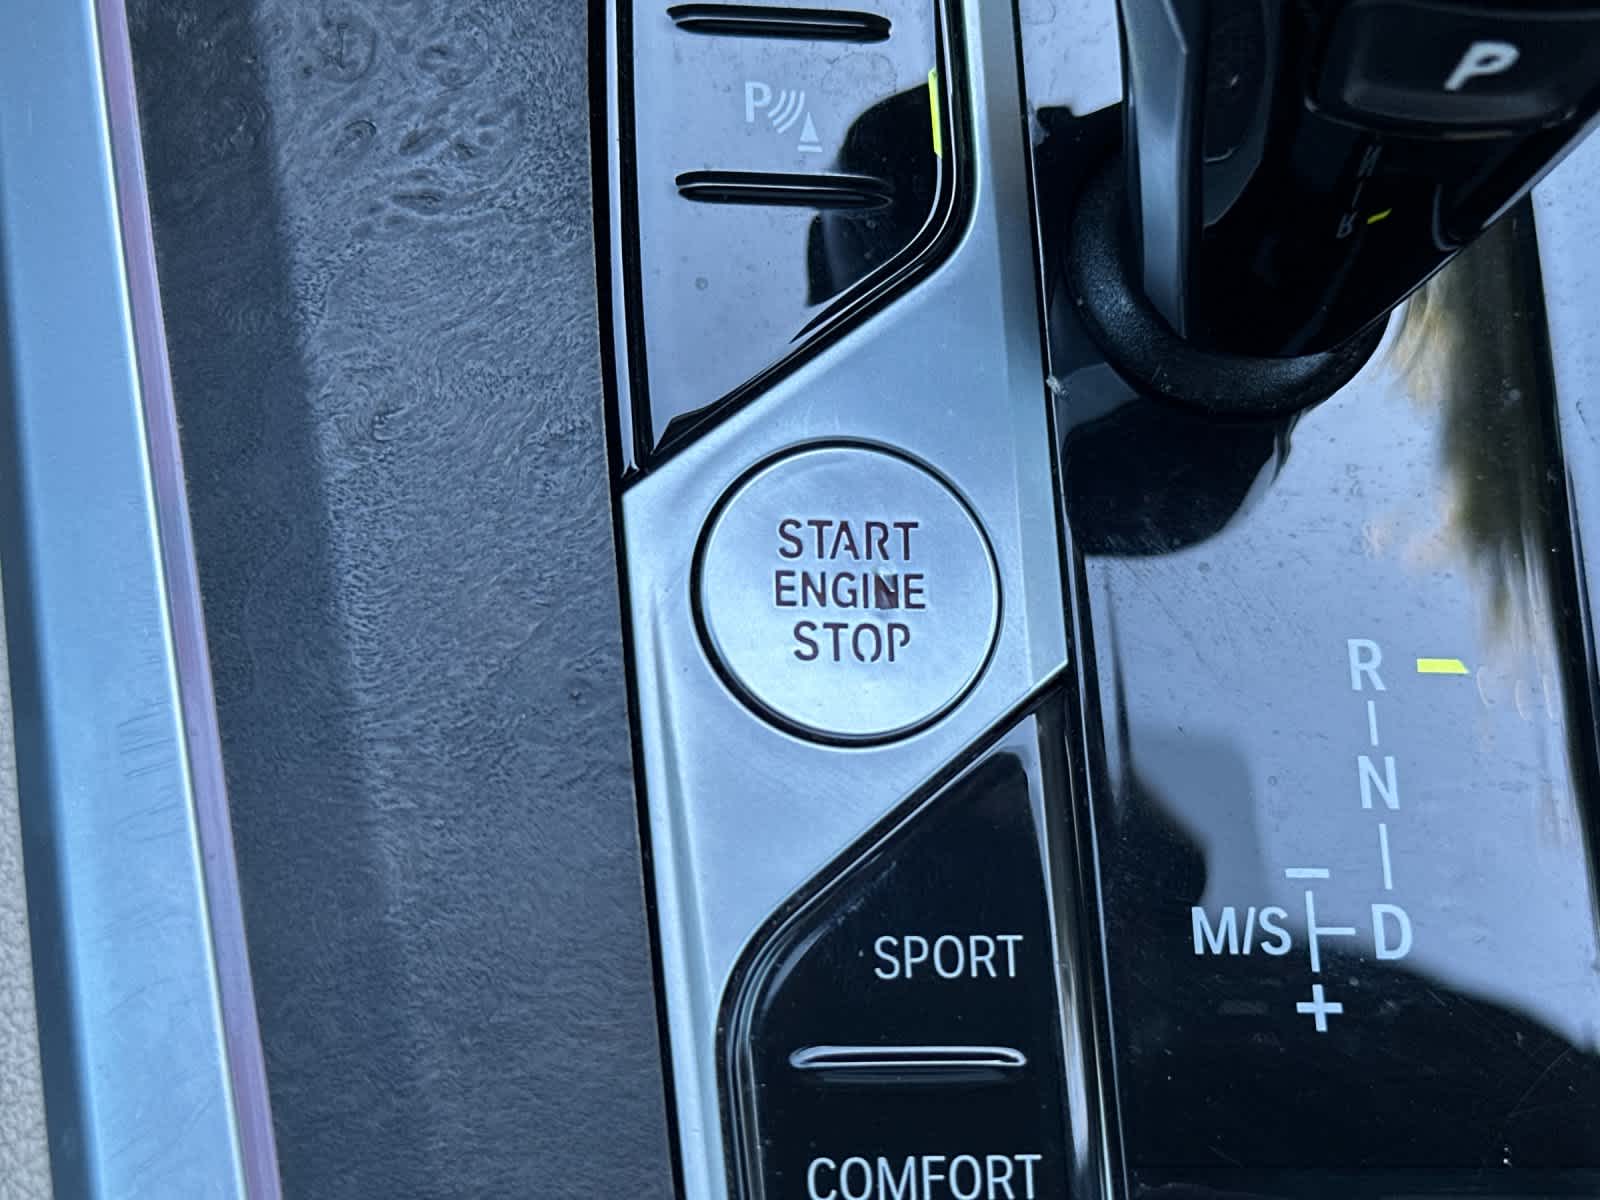 P
P
START
ENGINE
STOP
R
N
M/S D
+
SPORT
COMFORT